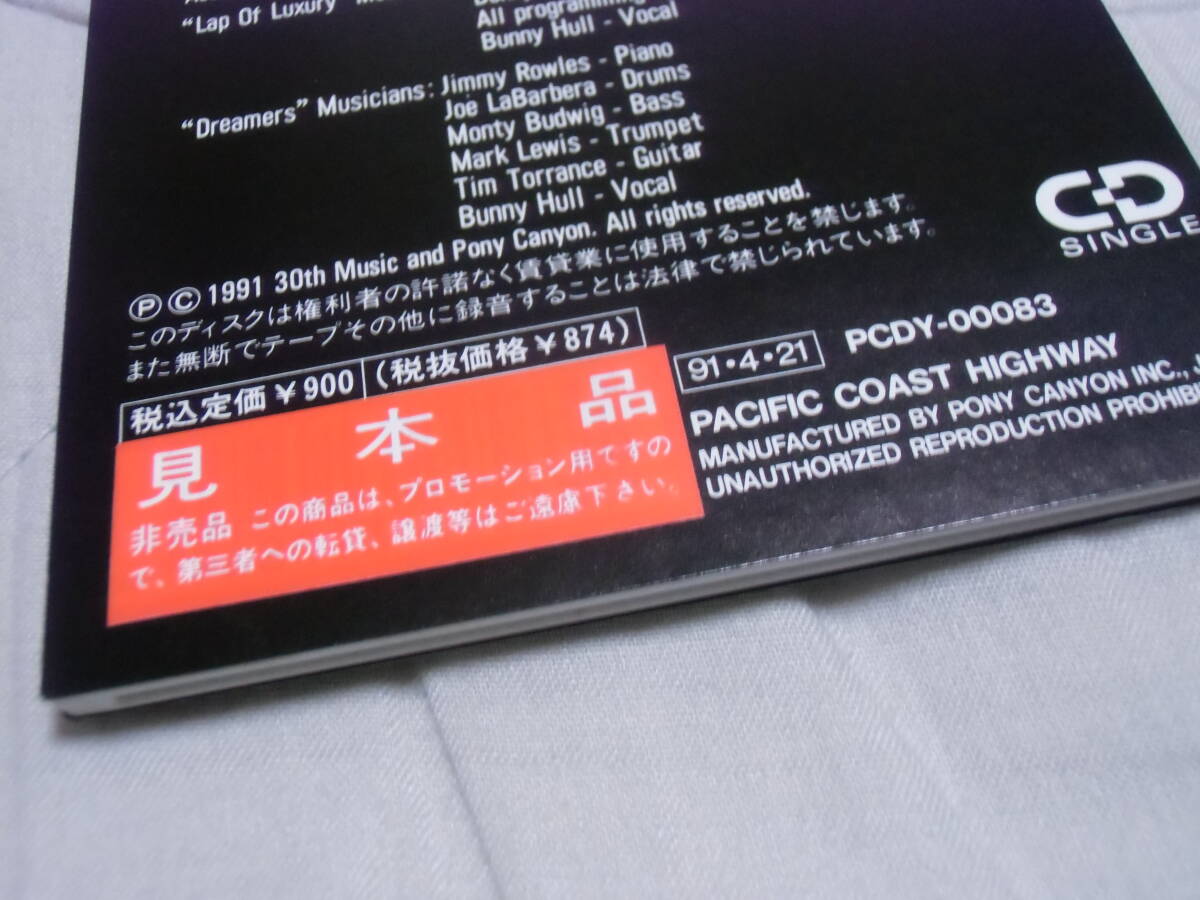 "Lap Of Luxury"
All programming
Bunny Hull - Vocal
"Dreamers" Musicians: Jimmy Rowles - Piano
Joe LaBarbera - Drums
Monty Budwig - Bass
Mark Lewis - Trumpet
Tim Torrance - Guitar
Bunny Hull - Vocal
Ⓟ Ⓒ 1991 30th Music and Pony Canyon. All rights reserved.
このディスクは権利者の許諾なく賃貸業に使用することを禁じます。
また無断でテープその他に録音することは法律で禁じられています。
CD
SINGLE
税込定価¥900 (税抜価格¥874) 91・4・21 PCDY-00083
PACIFIC COAST HIGHWAY
MANUFACTURED BY PONY CANYON INC., J
UNAUTHORIZED REPRODUCTION PROHIBI
見本品
非売品 この商品は、プロモーション用ですの
で、第三者への転貸、譲渡等はご遠慮下さい。